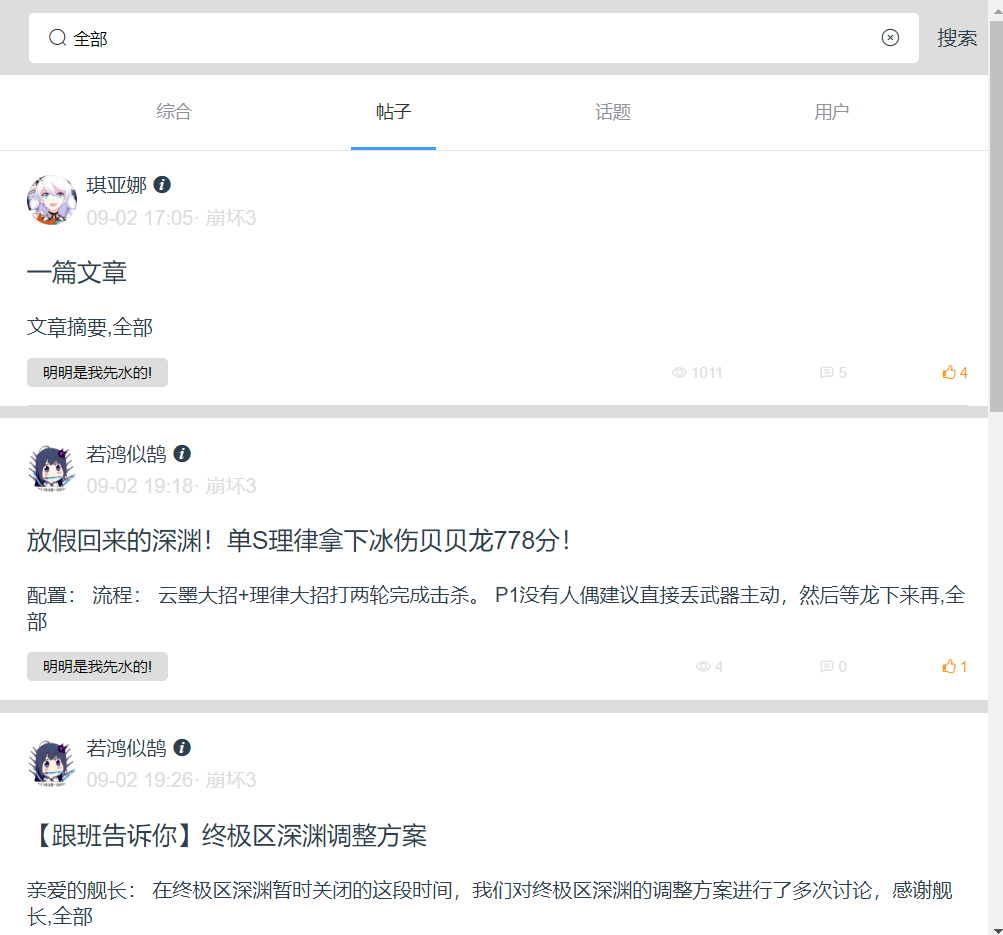 全部
搜索
综合 帖子 话题 用户
琪亚娜
09-02 17:05· 崩坏3
一篇文章
文章摘要,全部
明明是我先水的! 1011 5 4
若鸿似鹄
09-02 19:18· 崩坏3
放假回来的深渊！单S理律拿下冰伤贝贝龙778分！
配置： 流程： 云墨大招+理律大招打两轮完成击杀。 P1没有人偶建议直接丢武器主动，然后等龙下来再,全
部
明明是我先水的! 4 0 1
若鸿似鹄
09-02 19:26· 崩坏3
【跟班告诉你】终极区深渊调整方案
亲爱的舰长： 在终极区深渊暂时关闭的这段时间，我们对终极区深渊的调整方案进行了多次讨论，感谢舰
长,全部